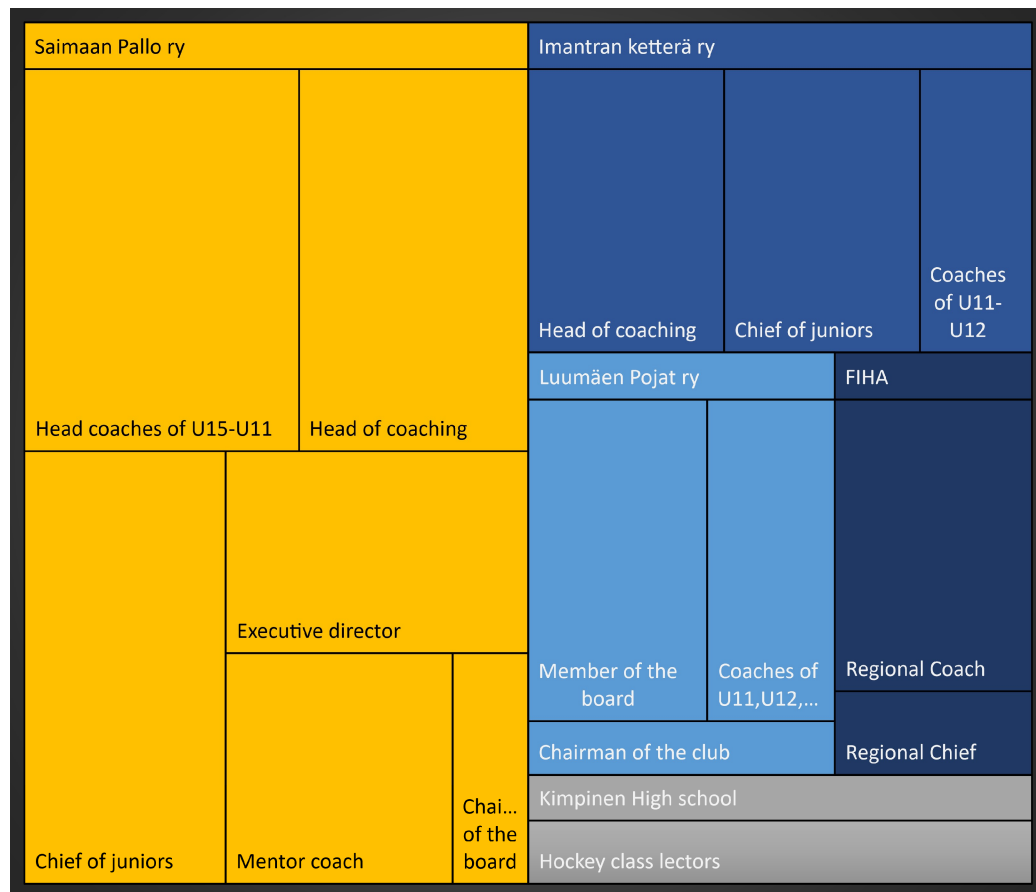 Saimaan Pallo ry
Head coaches of U15-U11
Head of coaching
Chief of juniors
Executive director
Mentor coach
Chai...
of the
board
Imantran ketterä ry
Head of coaching
Chief of juniors
Coaches
of U11-
U12
Luumäen Pojat ry
Member of the
board
Coaches of
U11,U12,...
Chairman of the club
FIHA
Regional Coach
Regional Chief
Kimpinen High school
Hockey class lectors